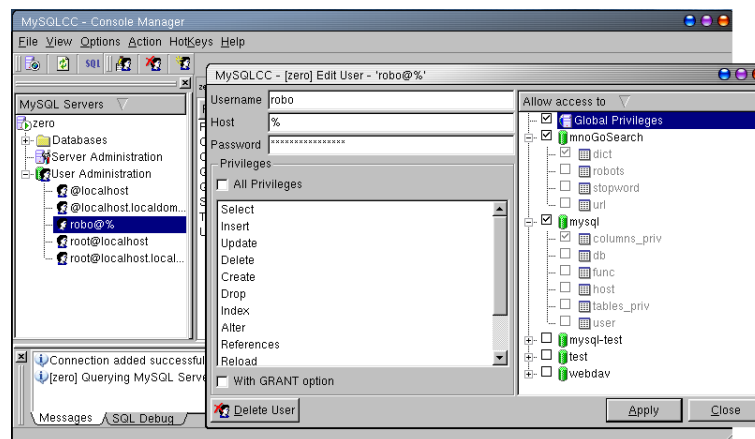 MySQLCC - Console Manager
File View Options Action HotKeys Help
SQL
MySQL Servers
zero
Databases
Server Administration
User Administration
@localhost
@localhost.localdom...
robo@%
root@localhost
root@localhost.local...
Connection added successful
[zero] Querying MySQL Serve
Messages SQL Debug
MySQLCC - [zero] Edit User - 'robo@%'
Username robo
Host %
Password ****************
Privileges
All Privileges
Select
Insert
Update
Delete
Create
Drop
Index
Alter
References
Reload
With GRANT option
Delete User
Allow access to
Global Privileges
mnoGoSearch
dict
robots
stopword
url
mysql
columns_priv
db
func
host
tables_priv
user
mysql-test
test
webdav
Apply Close